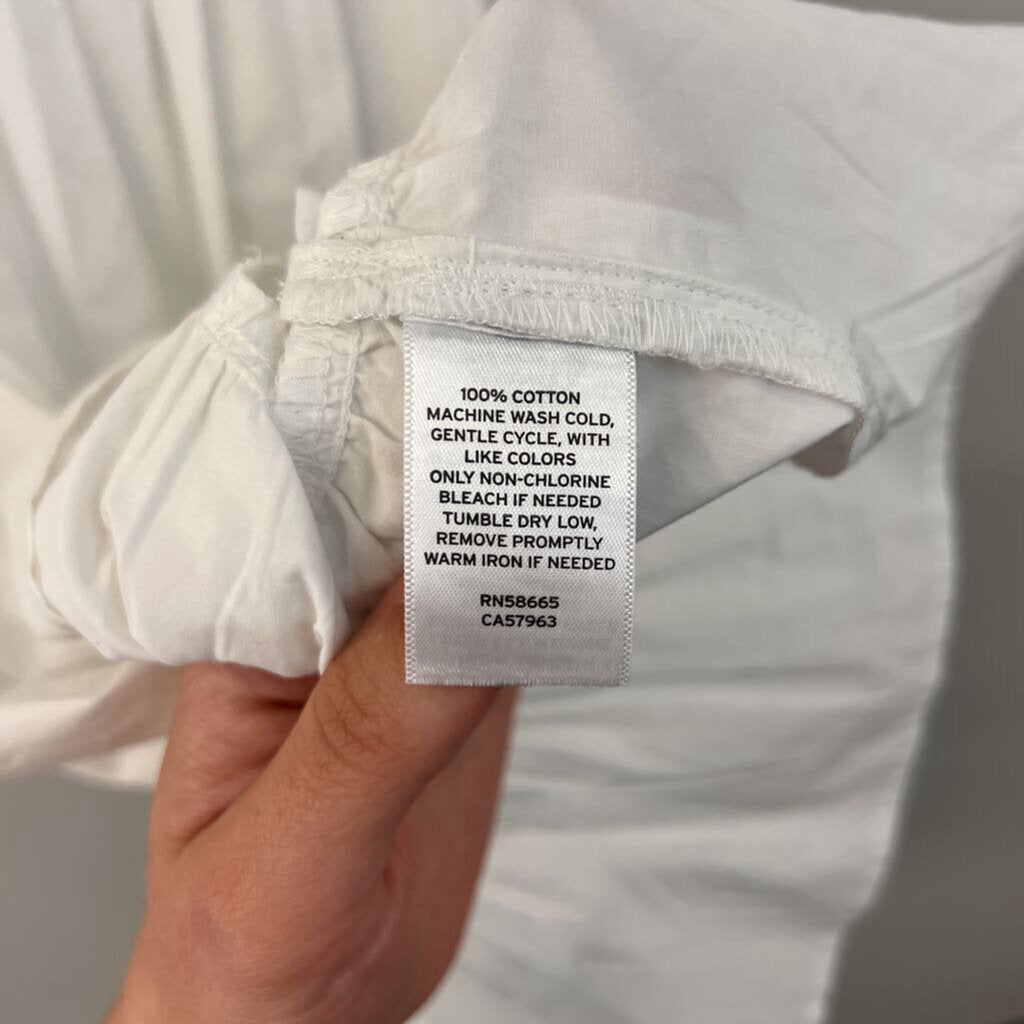 100% COTTON
MACHINE WASH COLD,
GENTLE CYCLE, WITH
LIKE COLORS
ONLY NON-CHLORINE
BLEACH IF NEEDED
TUMBLE DRY LOW,
REMOVE PROMPTLY
WARM IRON IF NEEDED
RN58665
CA57963